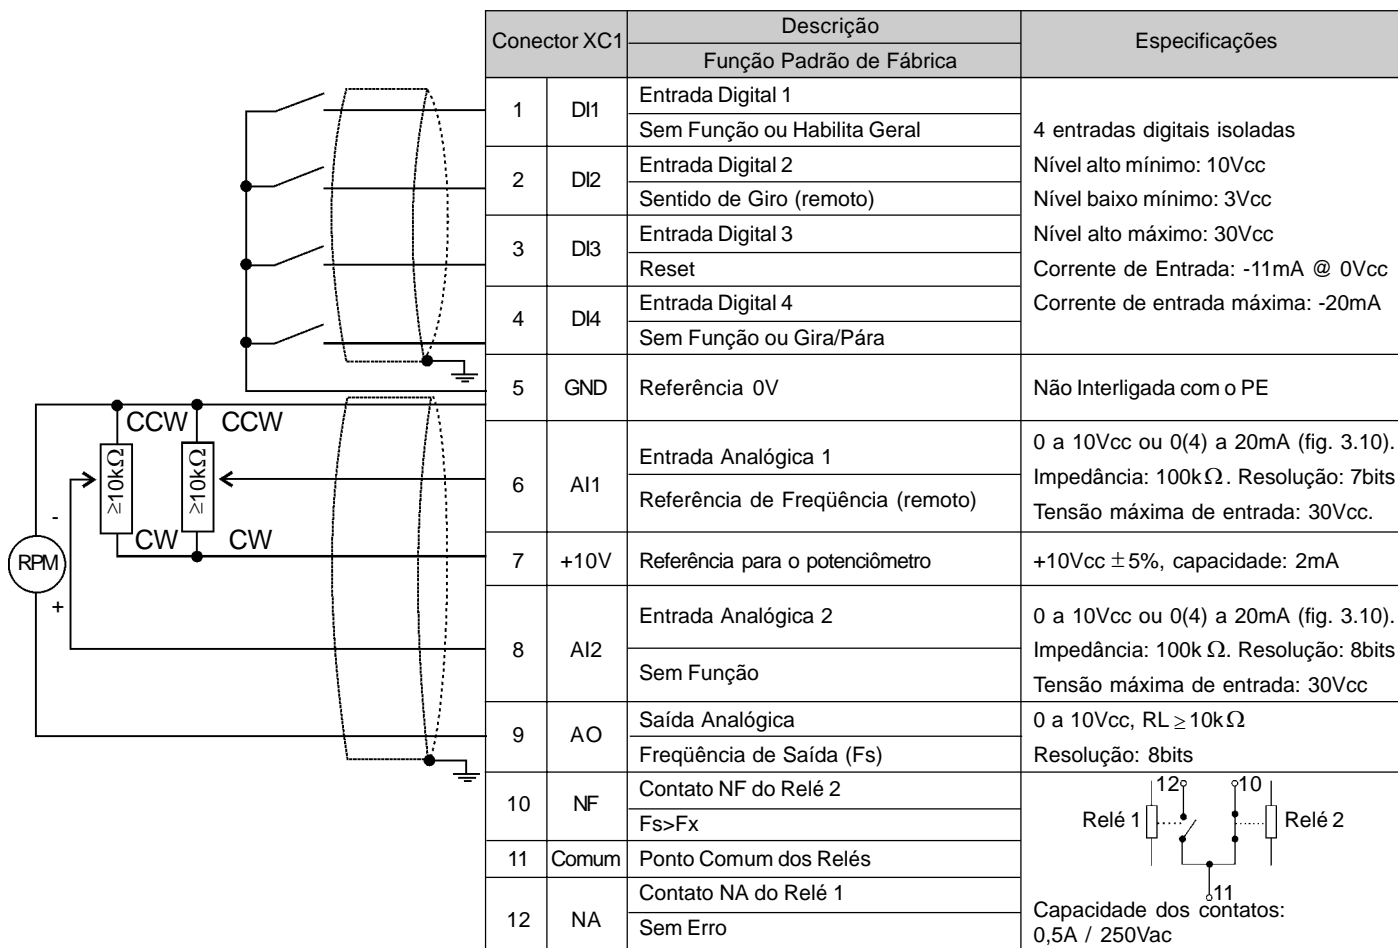 Conector XC1
Descrição
Função Padrão de Fábrica
Especificações
1
DI1
Entrada Digital 1
Sem Função ou Habilita Geral
2
DI2
Entrada Digital 2
Sentido de Giro (remoto)
3
DI3
Entrada Digital 3
Reset
4
DI4
Entrada Digital 4
Sem Função ou Gira/Pára
4 entradas digitais isoladas
Nível alto mínimo: 10Vcc
Nível baixo mínimo: 3Vcc
Nível alto máximo: 30Vcc
Corrente de Entrada: -11mA @ 0Vcc
Corrente de entrada máxima: -20mA
5
GND
Referência 0V
Não Interligada com o PE
CCW
CCW
≥10kΩ
≥10kΩ
CW
CW
-
RPM
+
6
AI1
Entrada Analógica 1
Referência de Freqüência (remoto)
0 a 10Vcc ou 0(4) a 20mA (fig. 3.10).
Impedância: 100kΩ. Resolução: 7bits
Tensão máxima de entrada: 30Vcc.
7
+10V
Referência para o potenciômetro
+10Vcc ±5%, capacidade: 2mA
8
AI2
Entrada Analógica 2
Sem Função
0 a 10Vcc ou 0(4) a 20mA (fig. 3.10).
Impedância: 100k Ω. Resolução: 8bits
Tensão máxima de entrada: 30Vcc
9
AO
Saída Analógica
Freqüência de Saída (Fs)
0 a 10Vcc, RL ≥10kΩ
Resolução: 8bits
10
NF
Contato NF do Relé 2
Fs>Fx
11
Comum
Ponto Comum dos Relés
12
NA
Contato NA do Relé 1
Sem Erro
12
10
Relé 1
Relé 2
11
Capacidade dos contatos:
0,5A / 250Vac